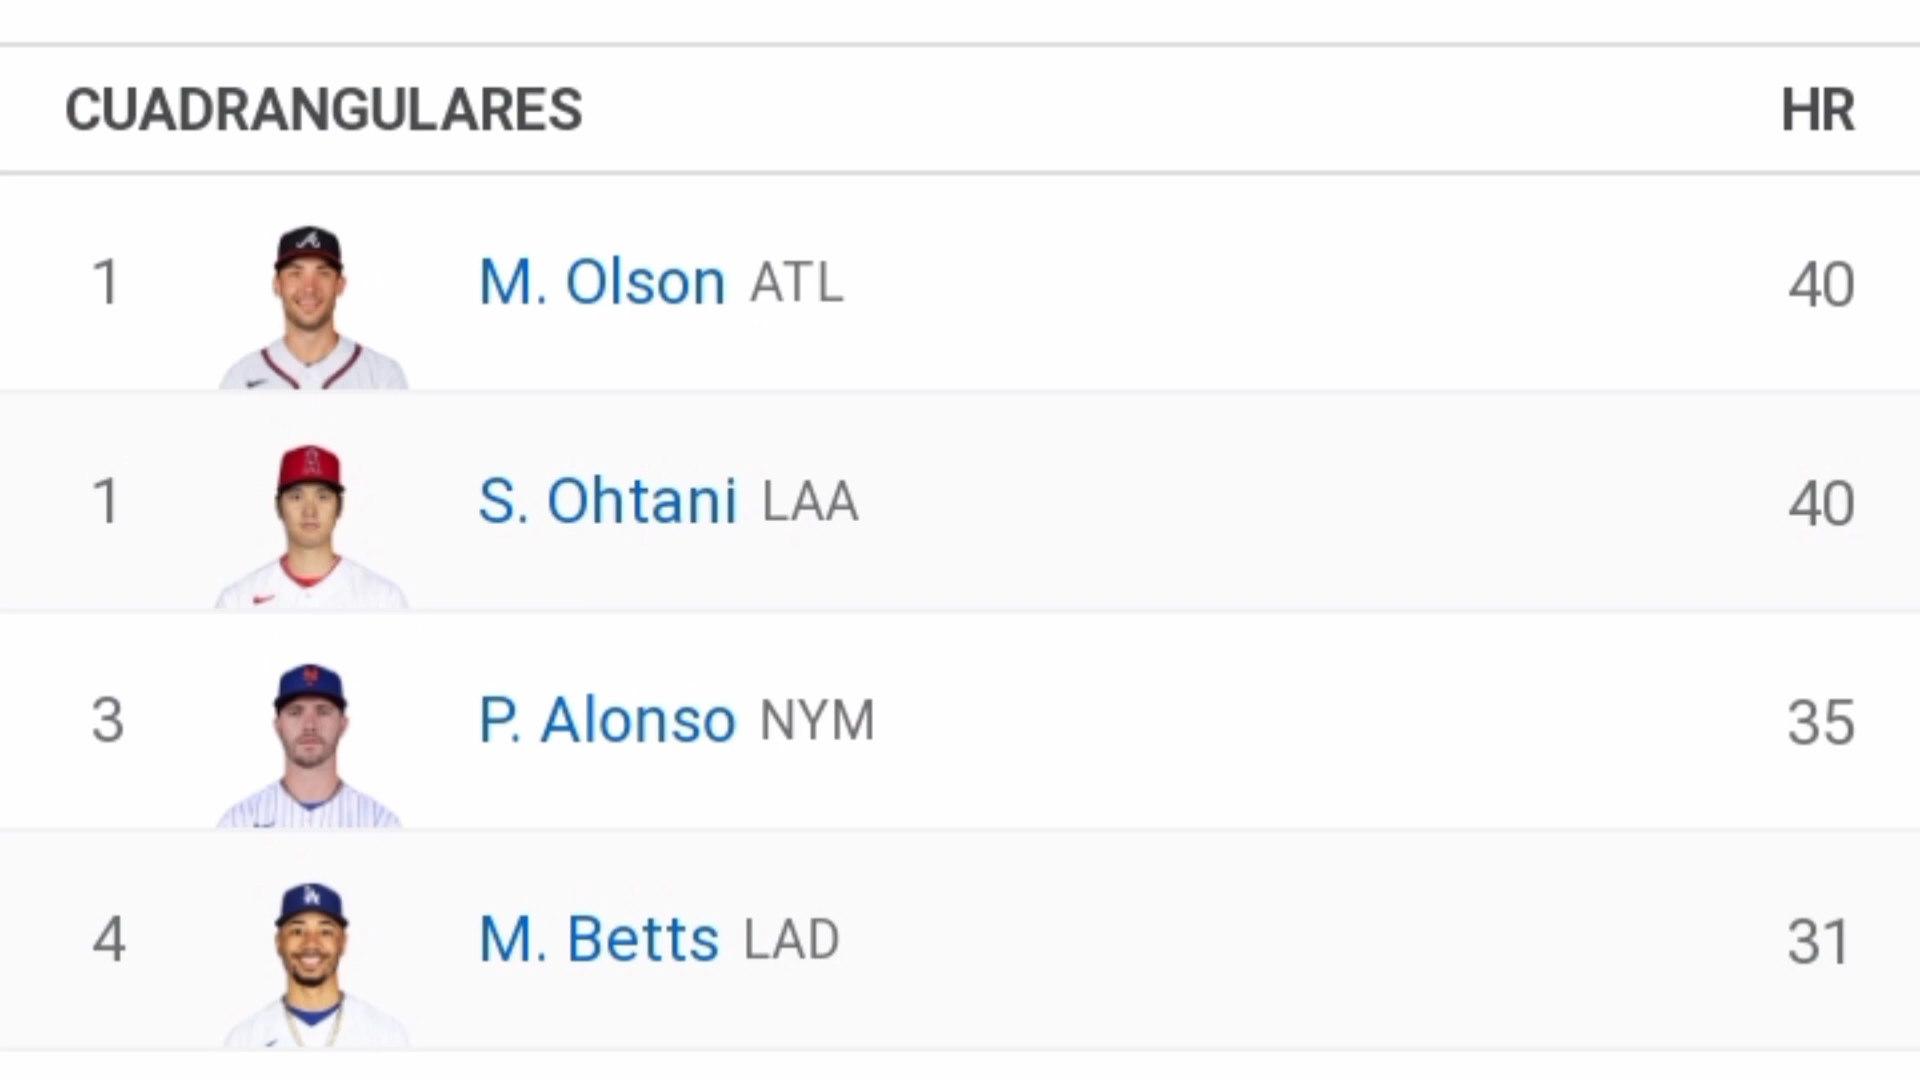 CUADRANGULARES HR
1 M. Olson ATL 40
1 S. Ohtani LAA 40
3 P. Alonso NYM 35
4 M. Betts LAD 31